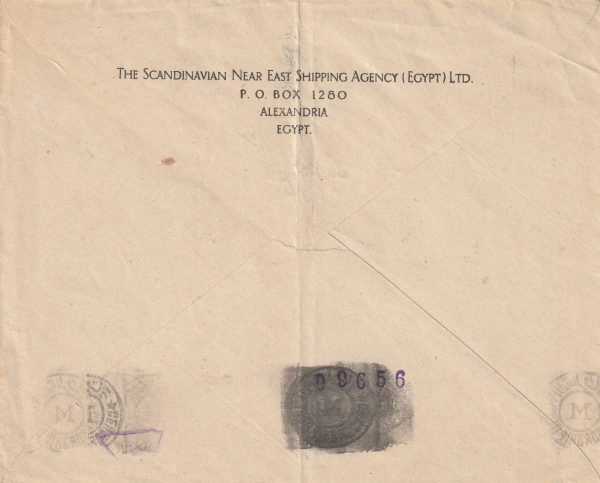 THE SCANDINAVIAN NEAR EAST SHIPPING AGENCY (EGYPT) LTD.
P. O. BOX 1280
ALEXANDRIA
EGYPT.
09656
M
M